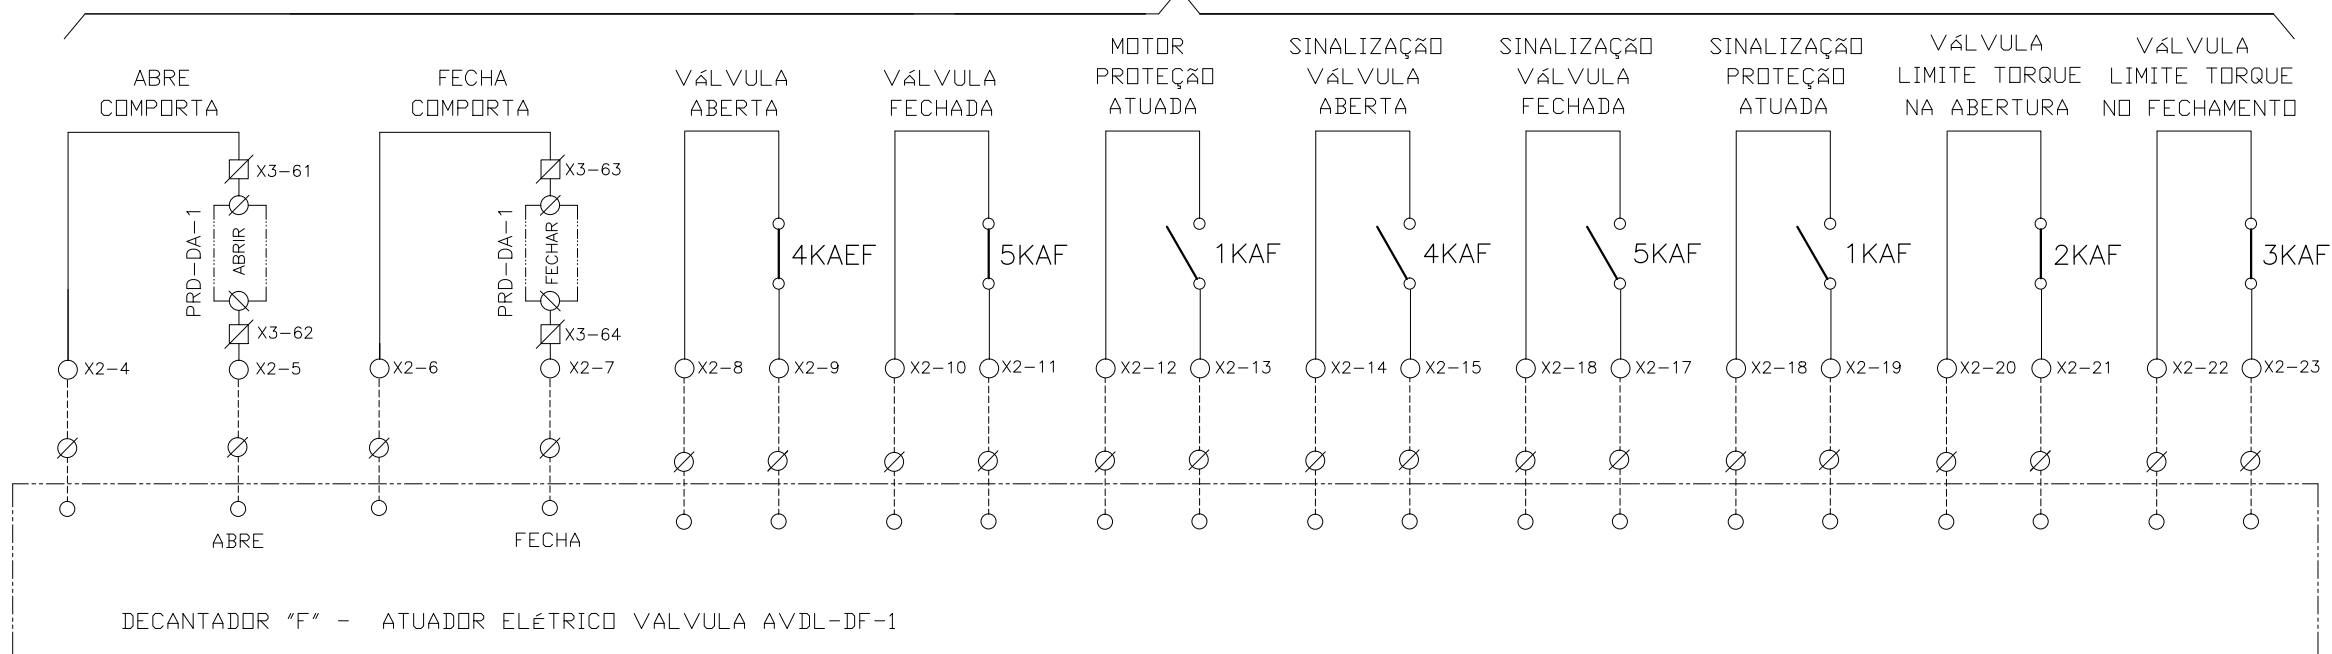 ABRE
COMPORTA
FECHA
COMPORTA
VáLVULA
ABERTA
VáLVULA
FECHADA
MOTOR
PROTEÇãO
ATUADA
SINALIZAÇãO
VáLVULA
ABERTA
SINALIZAÇãO
VáLVULA
FECHADA
SINALIZAÇãO
PROTEÇãO
ATUADA
VáLVULA
LIMITE TORQUE
NA ABERTURA
VáLVULA
LIMITE TORQUE
NO FECHAMENTO
X3-61
PRD-DA-1
ABRIR
X3-62
X3-63
PRD-DA-1
FECHAR
X3-64
4KAEF
5KAF
1KAF
4KAF
5KAF
1KAF
2KAF
3KAF
X2-4
X2-5
X2-6
X2-7
X2-8
X2-9
X2-10
X2-11
X2-12
X2-13
X2-14
X2-15
X2-18
X2-17
X2-18
X2-19
X2-20
X2-21
X2-22
X2-23
ABRE
FECHA
DECANTADOR "F" - ATUADOR ELéTRICO VALVULA AVDL-DF-1